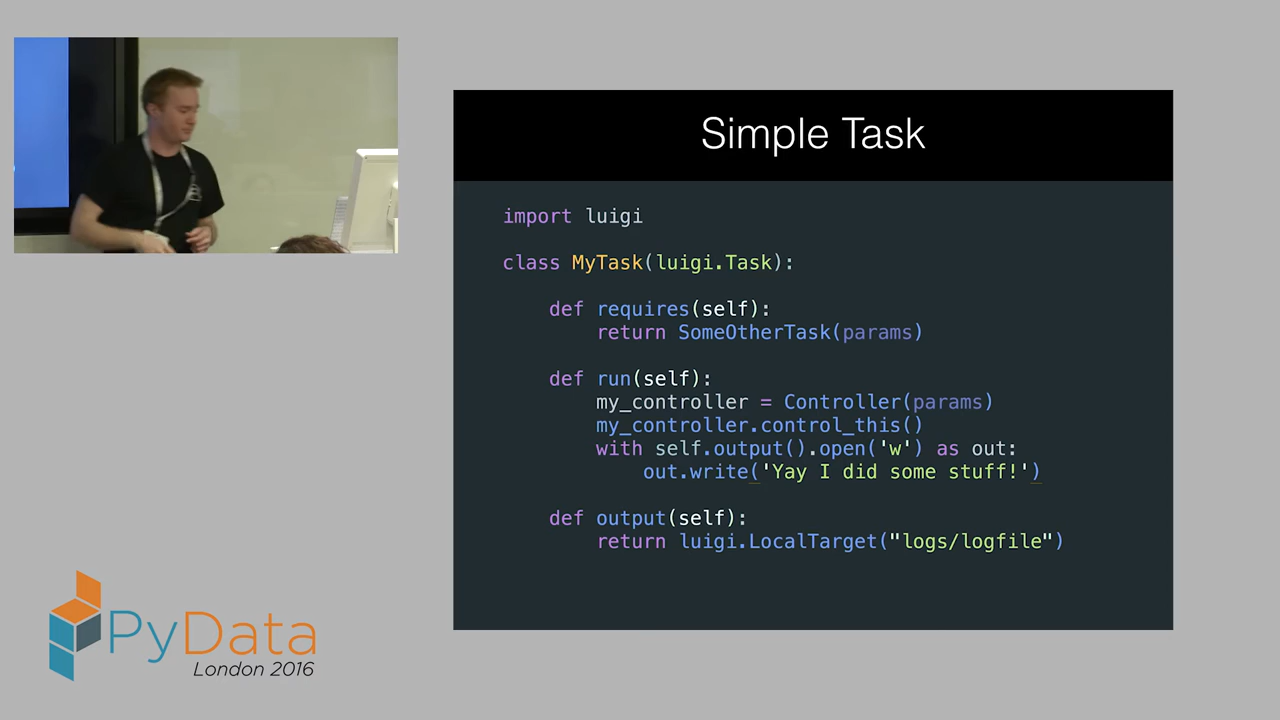 Simple Task
import luigi
class MyTask(luigi.Task):
def requires(self):
return SomeOtherTask(params)
def run(self):
my_controller = Controller(params)
my_controller.control_this()
with self.output().open('w') as out:
out.write('Yay I did some stuff!')
def output(self):
return luigi.LocalTarget("logs/logfile")
PyData
London 2016